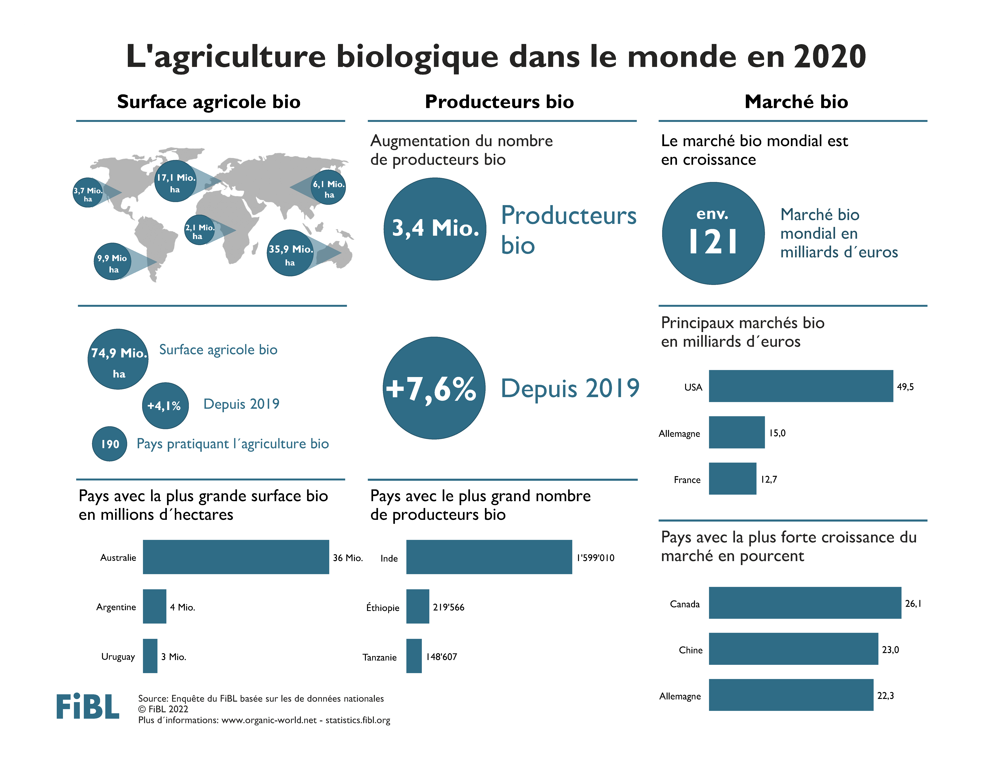 L'agriculture biologique dans le monde en 2020
Surface agricole bio
3,7 Mio.
ha
17,1 Mio.
ha
6,1 Mio.
ha
2,1 Mio.
ha
9,9 Mio
ha
35,9 Mio.
ha
74,9 Mio.
ha
Surface agricole bio
+4,1%
Depuis 2019
190
Pays pratiquant l´agriculture bio
Pays avec la plus grande surface bio
en millions d´hectares
Australie
36 Mio.
Argentine
4 Mio.
Uruguay
3 Mio.
Producteurs bio
Augmentation du nombre
de producteurs bio
3,4 Mio.
Producteurs
bio
+7,6%
Depuis 2019
Pays avec le plus grand nombre
de producteurs bio
Inde
1'599'010
Éthiopie
219'566
Tanzanie
148'607
Marché bio
Le marché bio mondial est
en croissance
env.
121
Marché bio
mondial en
milliards d´euros
Principaux marchés bio
en milliards d´euros
USA
49,5
Allemagne
15,0
France
12,7
Pays avec la plus forte croissance du
marché en pourcent
Canada
26,1
Chine
23,0
Allemagne
22,3
FiBL
Source: Enquête du FiBL basée sur les de données nationales
© FiBL 2022
Plus d´informations: www.organic-world.net - statistics.fibl.org